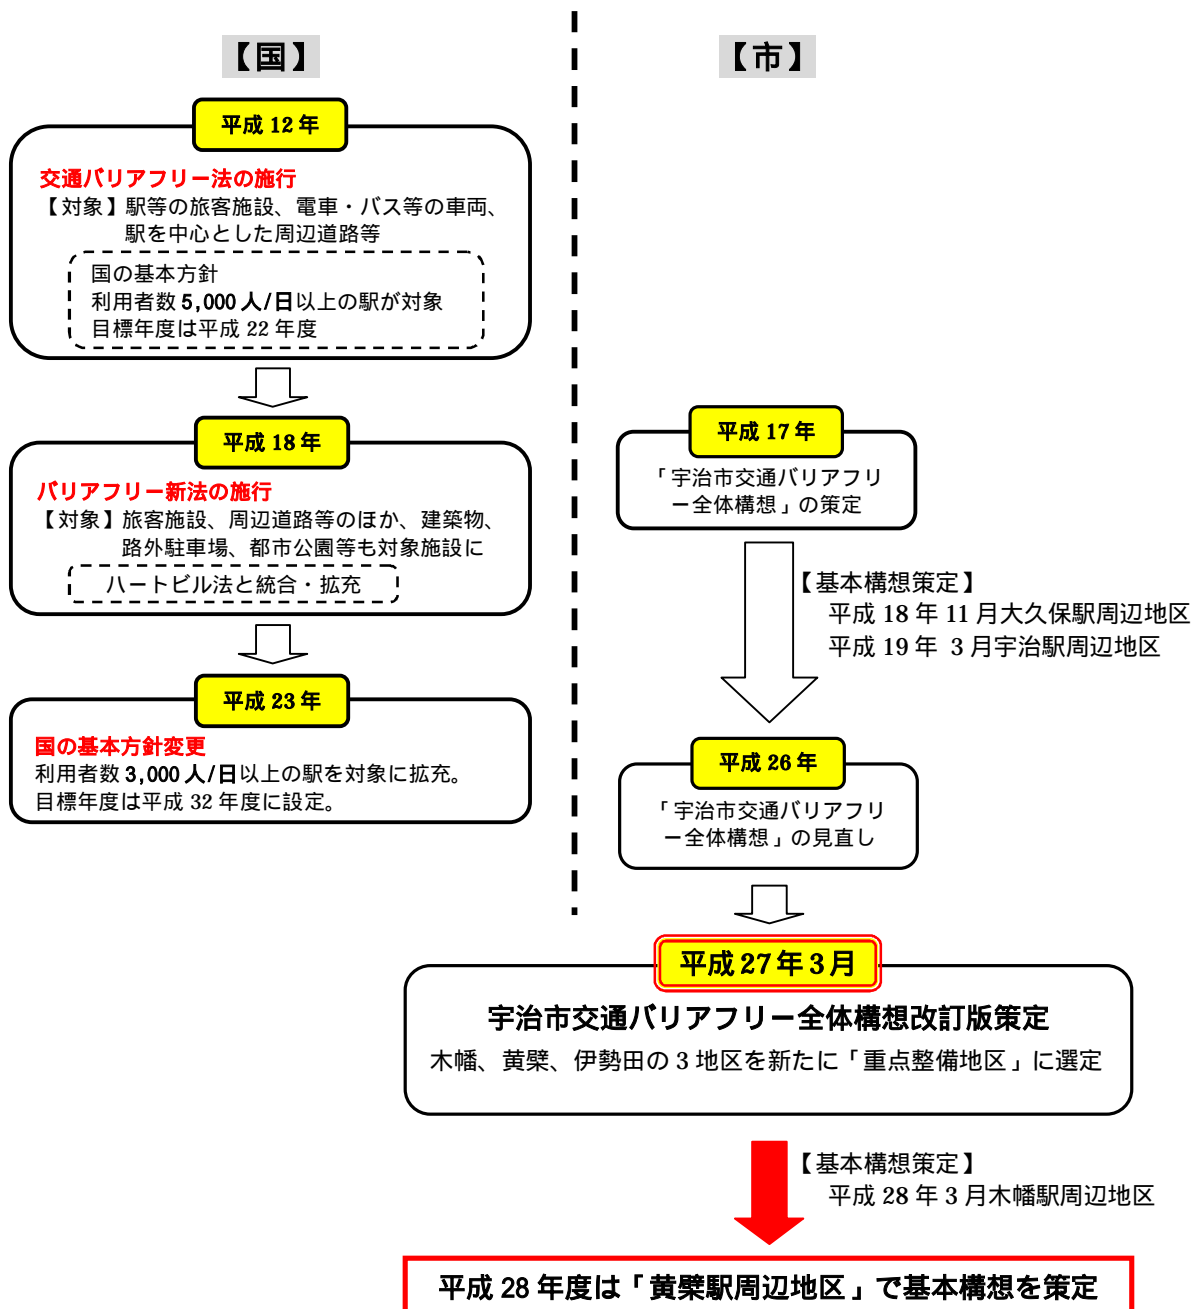 【国】
平成 12 年
交通バリアフリー法の施行
【対象】駅等の旅客施設、電車・バス等の車両、
駅を中心とした周辺道路等
国の基本方針
利用者数 5,000 人/日以上の駅が対象
目標年度は平成 22 年度
平成 18 年
バリアフリー新法の施行
【対象】旅客施設、周辺道路等のほか、建築物、
路外駐車場、都市公園等も対象施設に
ハートビル法と統合・拡充
平成 23 年
国の基本方針変更
利用者数 3,000 人/日以上の駅を対象に拡充。
目標年度は平成 32 年度に設定。
【市】
平成 17 年
「宇治市交通バリアフリ
ー全体構想」の策定
【基本構想策定】
平成 18 年 11 月大久保駅周辺地区
平成 19 年 3 月宇治駅周辺地区
平成 26 年
「宇治市交通バリアフリ
ー全体構想」の見直し
平成 27 年 3 月
宇治市交通バリアフリー全体構想改訂版策定
木幡、黄檗、伊勢田の 3 地区を新たに「重点整備地区」に選定
【基本構想策定】
平成 28 年 3 月木幡駅周辺地区
平成 28 年度は「黄檗駅周辺地区」で基本構想を策定